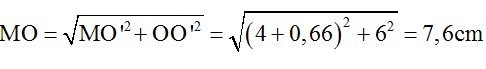 MO = √(MO'² + OO'²) = √((4 + 0,66)² + 6²) = 7,6cm